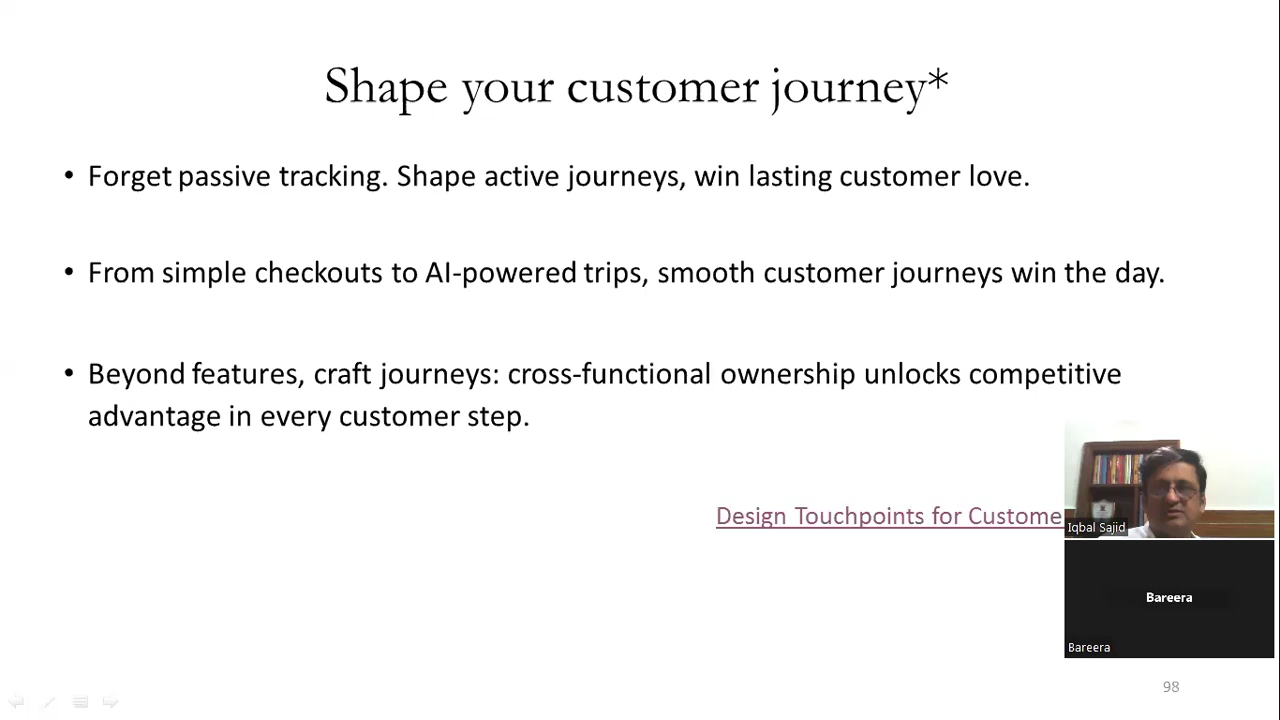 Shape your customer journey*
• Forget passive tracking. Shape active journeys, win lasting customer love.
• From simple checkouts to AI-powered trips, smooth customer journeys win the day.
• Beyond features, craft journeys: cross-functional ownership unlocks competitive
advantage in every customer step.
Design Touchpoints for Custome
Iqbal Sajid
Bareera
Bareera
98